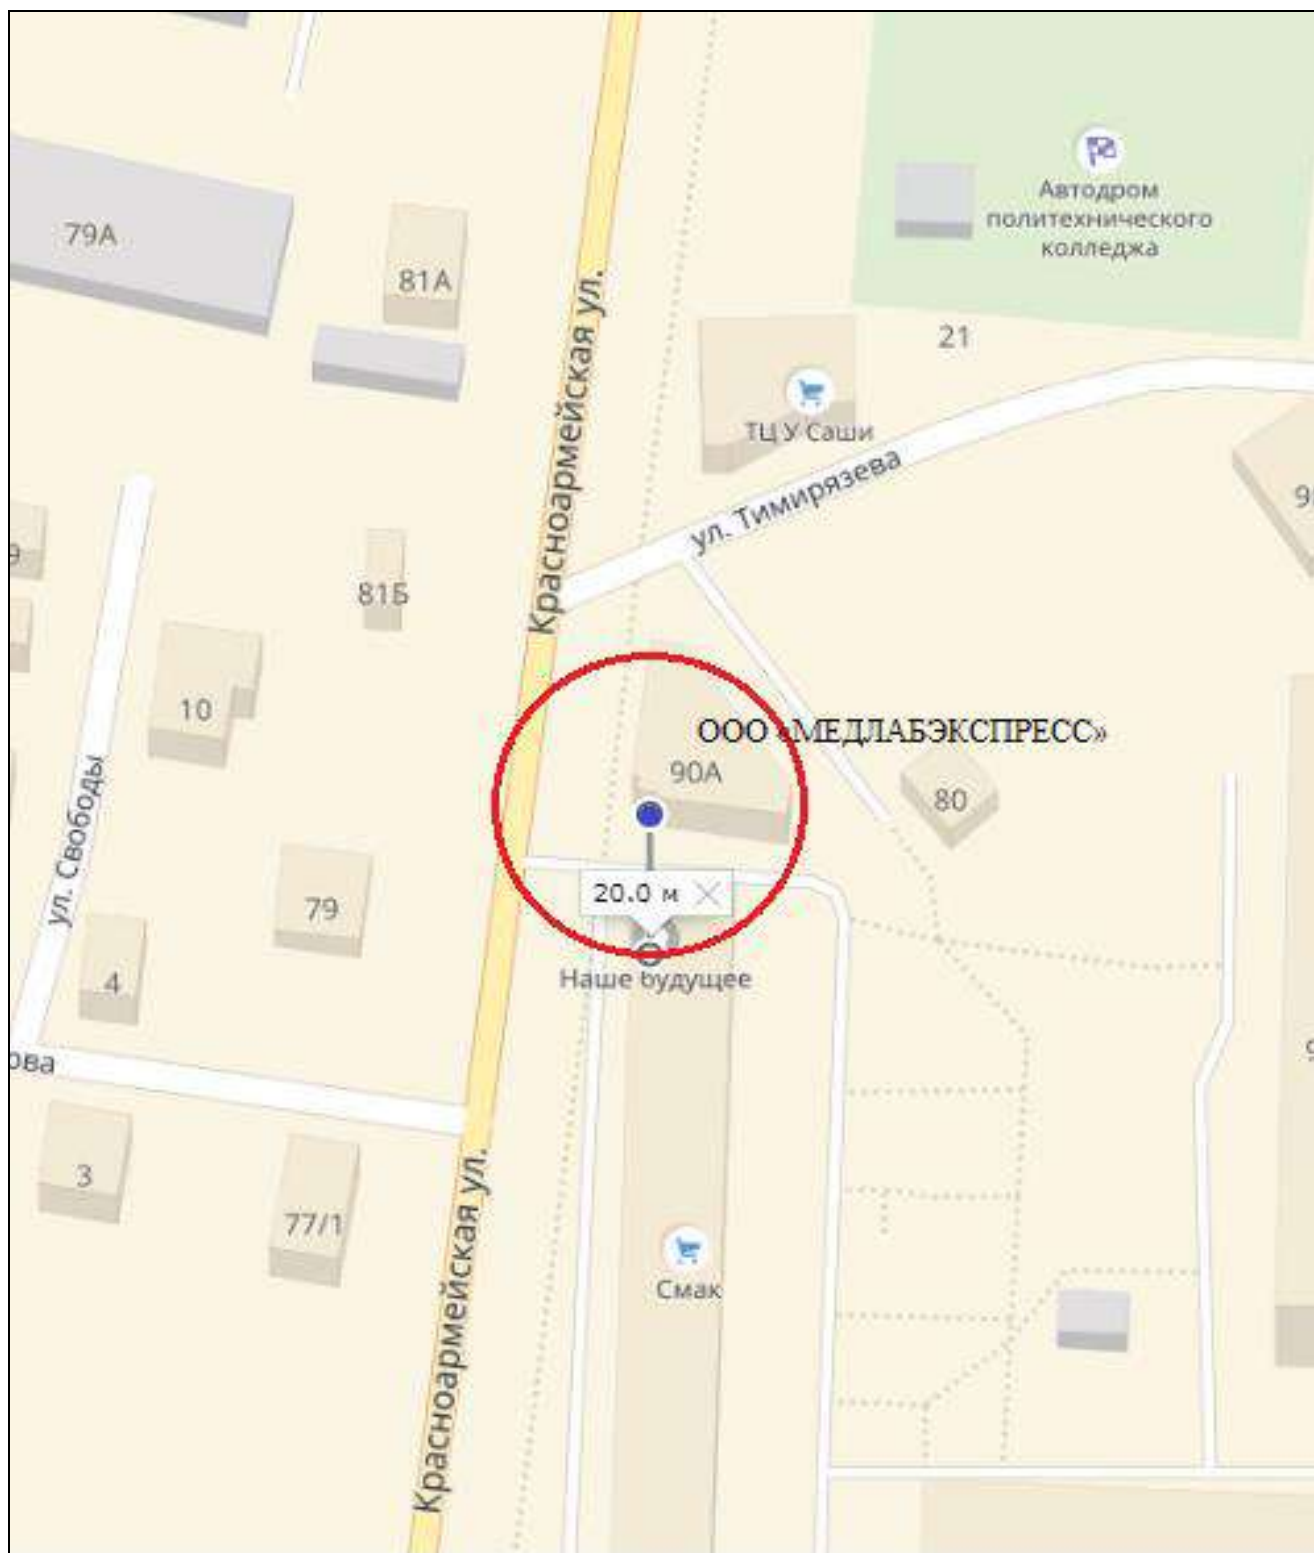 Автодром
политехнического
колледжа
79А
81А
Красноармейская ул.
21
ТЦ У Саши
ул. Тимирязева
81Б
10
ООО «МЕДЛАБЭКСПРЕСС»
90А
80
ул. Свободы
20.0 м
79
Наше будущее
4
ова
3
77/1
Красноармейская ул.
Смак